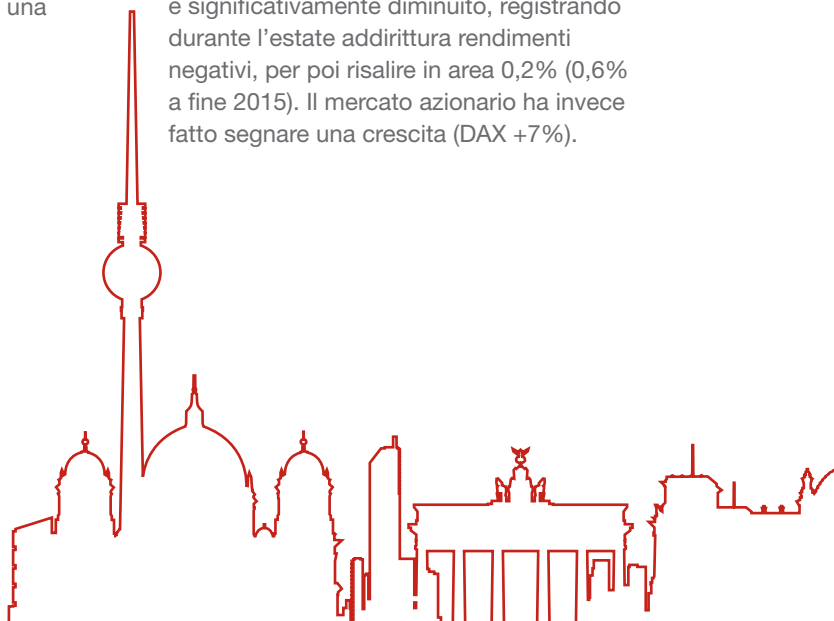 una
è significativamente diminuito, registrando
durante l’estate addirittura rendimenti
negativi, per poi risalire in area 0,2% (0,6%
a fine 2015). Il mercato azionario ha invece
fatto segnare una crescita (DAX +7%).